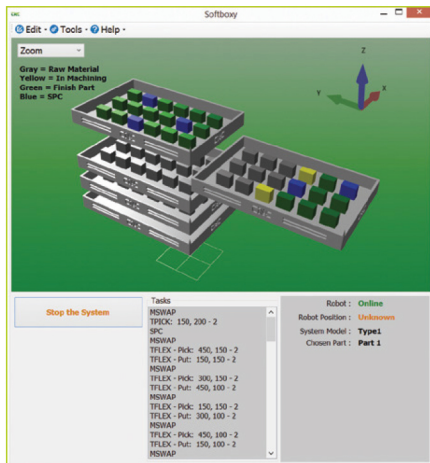 Softboxy
Edit - Tools - Help -
Zoom
Gray = Raw Material
Yellow = In Machining
Green = Finish Part
Blue = SPC
Z
Y
X
Stop the System
Tasks
MSWAP
TPICK: 150, 200 - 2
SPC
MSWAP
TFLEX - Pick: 450, 150 - 2
TFLEX - Put: 150, 150 - 2
MSWAP
TFLEX - Pick: 300, 150 - 2
TFLEX - Put: 450, 100 - 2
MSWAP
TFLEX - Pick: 150, 150 - 2
TFLEX - Put: 300, 100 - 2
MSWAP
TFLEX - Pick: 450, 100 - 2
TFLEX - Put: 150, 100 - 2
MSWAP
Robot : Online
Robot Position : Unknown
System Model : Type1
Chosen Part : Part 1